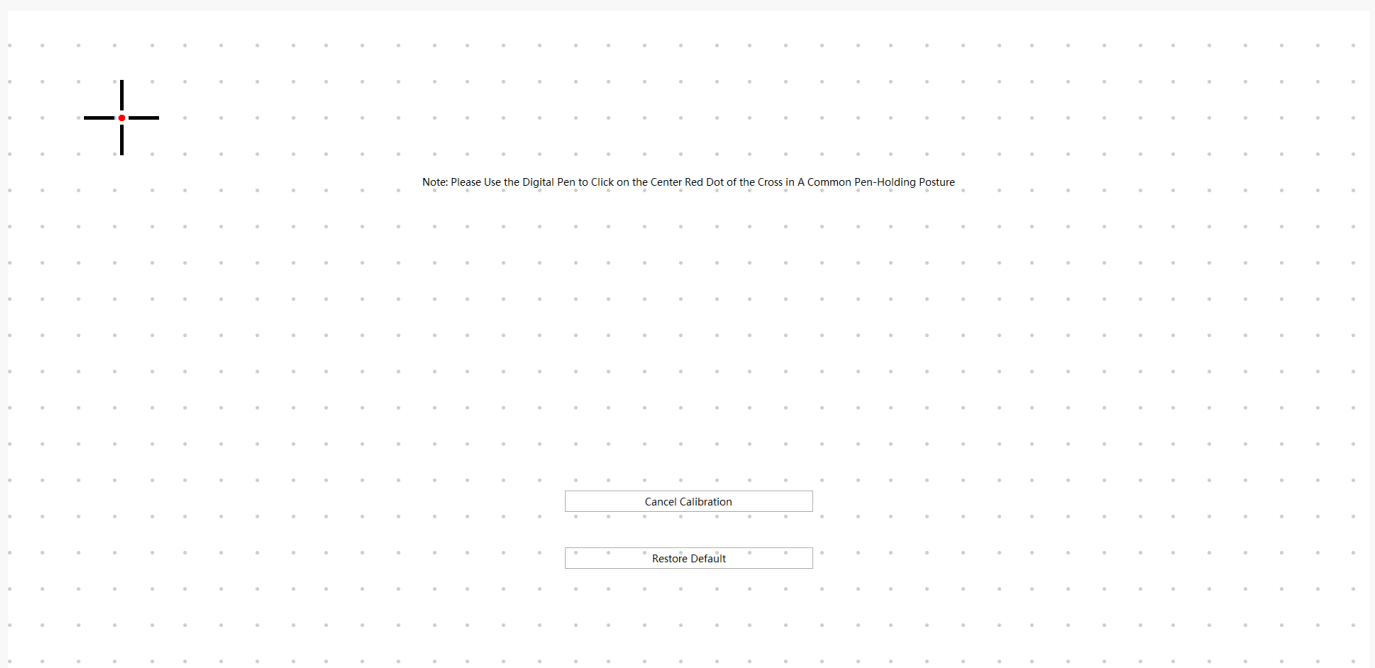 Note: Please Use the Digital Pen to Click on the Center Red Dot of the Cross in A Common Pen-Holding Posture
Cancel Calibration
Restore Default